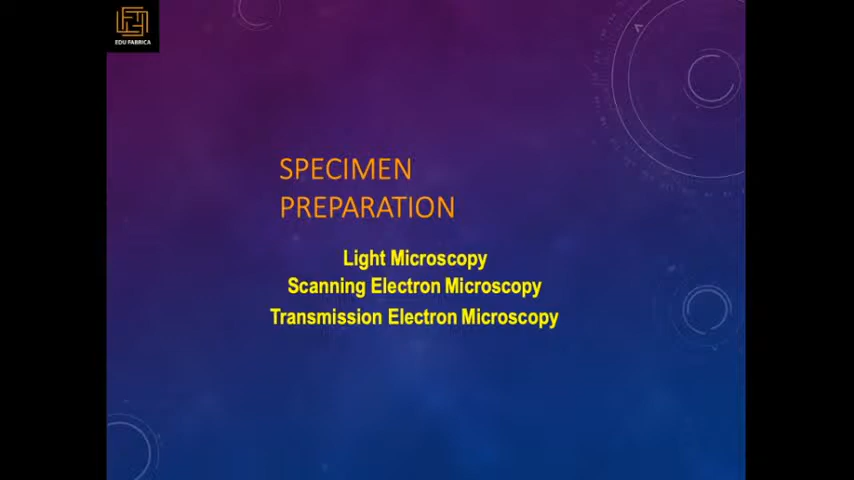 EDU FABRICA
SPECIMEN
PREPARATION
Light Microscopy
Scanning Electron Microscopy
Transmission Electron Microscopy